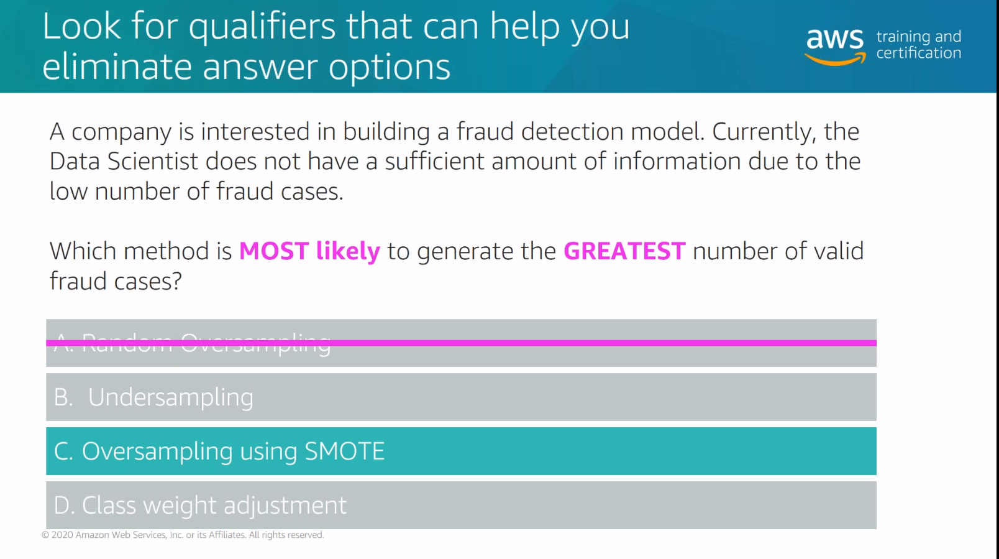 Look for qualifiers that can help you
eliminate answer options
aws training and
certification
A company is interested in building a fraud detection model. Currently, the
Data Scientist does not have a sufficient amount of information due to the
low number of fraud cases.
Which method is MOST likely to generate the GREATEST number of valid
fraud cases?
A. Random Oversampling
B. Undersampling
C. Oversampling using SMOTE
D. Class weight adjustment
© 2020 Amazon Web Services, Inc. or its Affiliates. All rights reserved.